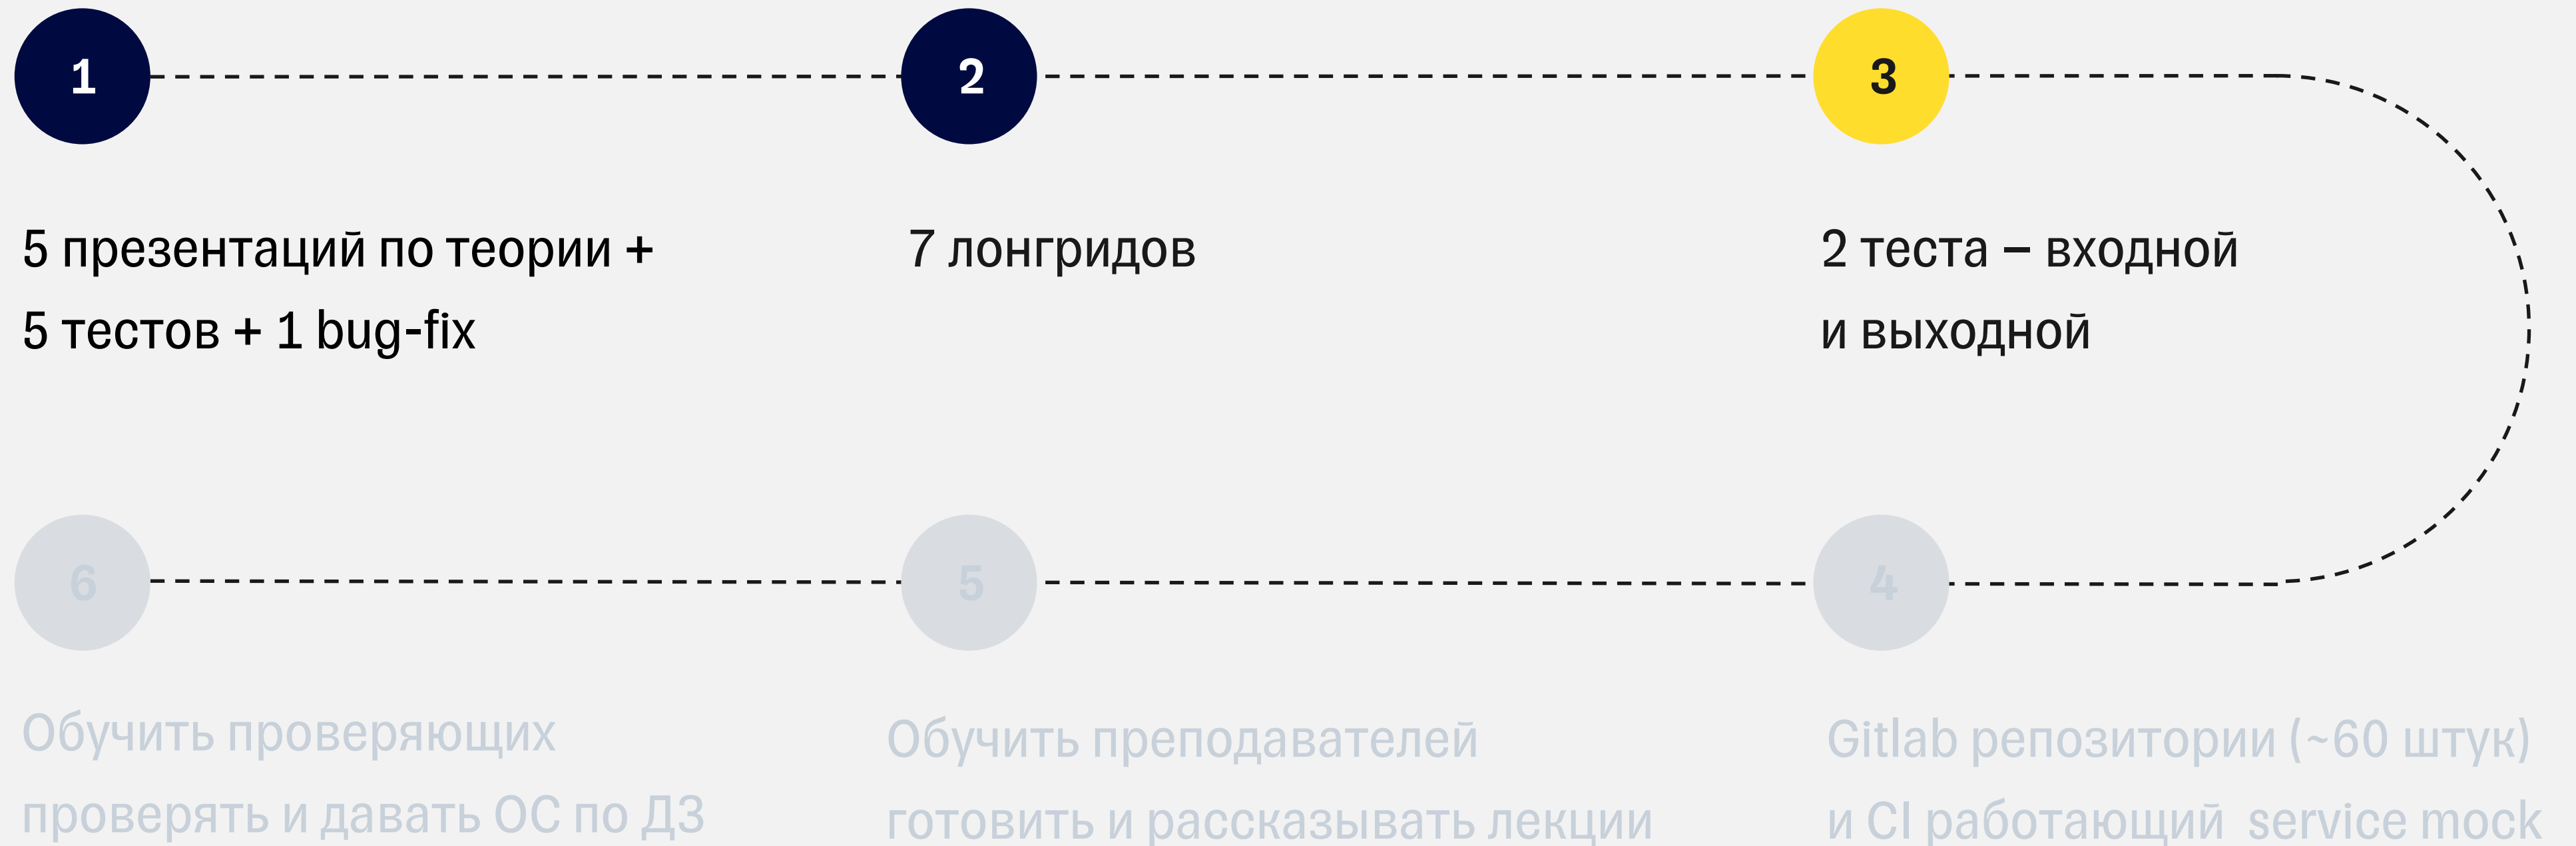 1
2
3
5 презентаций по теории +
5 тестов + 1 bug-fix
7 лонгридов
2 теста – входной
и выходной
6
5
4
Обучить проверяющих
проверять и давать ОС по ДЗ
Обучить преподавателей
готовить и рассказывать лекции
Gitlab репозитории (~60 штук)
и CI работающий service mock